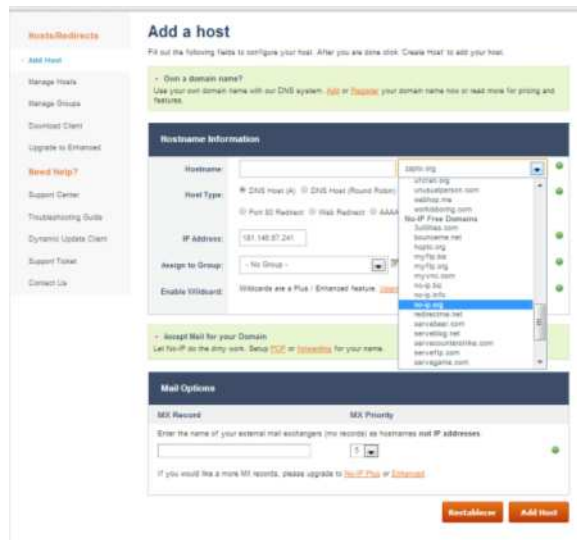 Hosts/Redirects
Add Host
Manage Hosts
Manage Groups
Download Client
Upgrade to Enhanced
Need Help?
Support Center
Troubleshooting Guide
Dynamic Update Client
Support Ticket
Contact Us
Add a host
Fill out the following fields to configure your host. After you are done click 'Create Host' to add your host.
Own a domain name?
Use your own domain name with our DNS system. Add or Register your domain name now or read more for pricing and
features.
Hostname Information
Hostname:
zapto.org
Host Type:
DNS Host (A) DNS Host (Round Robin)
Port 80 Redirect Web Redirect AAAA
IP Address:
181.146.87.241
Assign to Group:
- No Group -
Enable Wildcard:
Wildcards are a Plus / Enhanced feature.
unusualperson.com
webhop.me
worksboring.com
No-IP Free Domains
3utilities.com
bounceme.net
hopto.org
myftp.biz
myftp.org
myvnc.com
no-ip.biz
no-ip.info
no-ip.org
redirectme.net
servebeer.com
serveblog.net
servecounterstrike.com
serveftp.com
servegame.com
Accept Mail for your Domain
Let No-IP do the dirty work. Setup POP or forwarding for your name.
Mail Options
MX Record
MX Priority
Enter the name of your external mail exchangers (mx records) as hostnames not IP addresses.
5
If you would like a more MX records, please upgrade to No-IP Plus or Enhanced.
Restablecer
Add Host